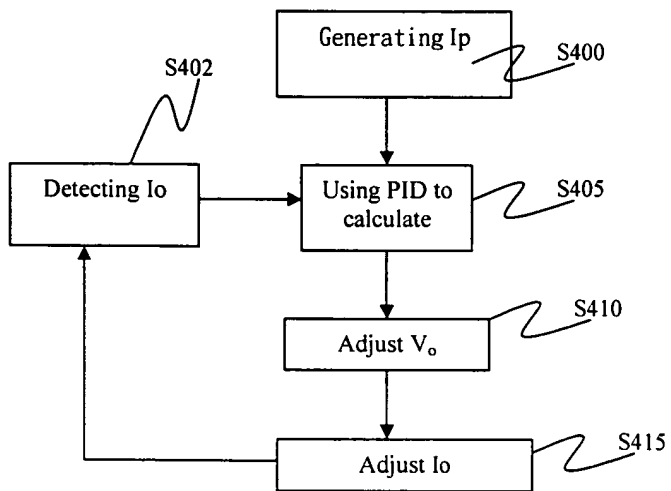 Generating Ip
S400
S402
Detecting Io
Using PID to
calculate
S405
Adjust Vo
S410
Adjust Io
S415